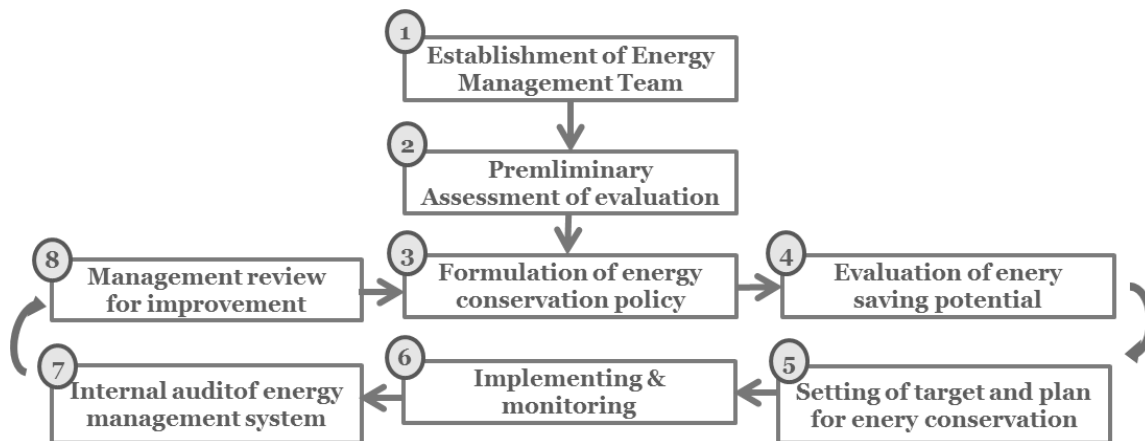 1
Establishment of Energy
Management Team
2
Premliminary
Assessment of evaluation
3
Formulation of energy
conservation policy
4
Evaluation of enery
saving potential
5
Setting of target and plan
for enery conservation
6
Implementing &
monitoring
7
Internal auditof energy
management system
8
Management review
for improvement